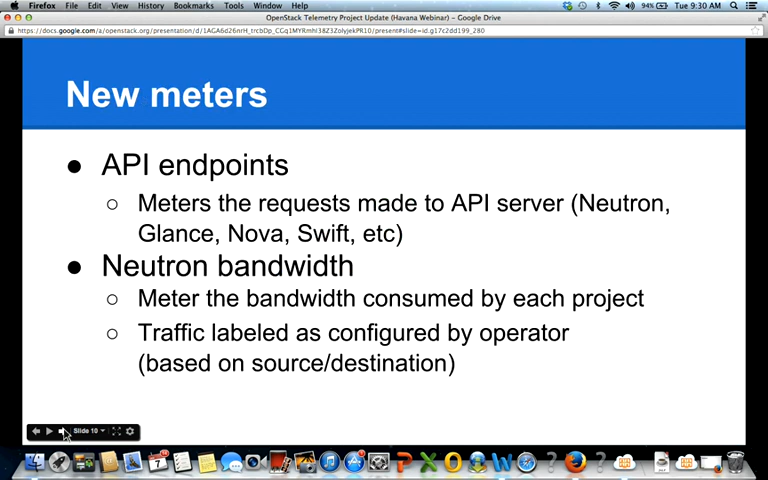 Firefox File Edit View History Bookmarks Tools Window Help 94% Tue 9:30 AM
OpenStack Telemetry Project Update (Havana Webinar) – Google Drive
New meters
● API endpoints
○ Meters the requests made to API server (Neutron,
Glance, Nova, Swift, etc)
● Neutron bandwidth
○ Meter the bandwidth consumed by each project
○ Traffic labeled as configured by operator
(based on source/destination)
Slide 10